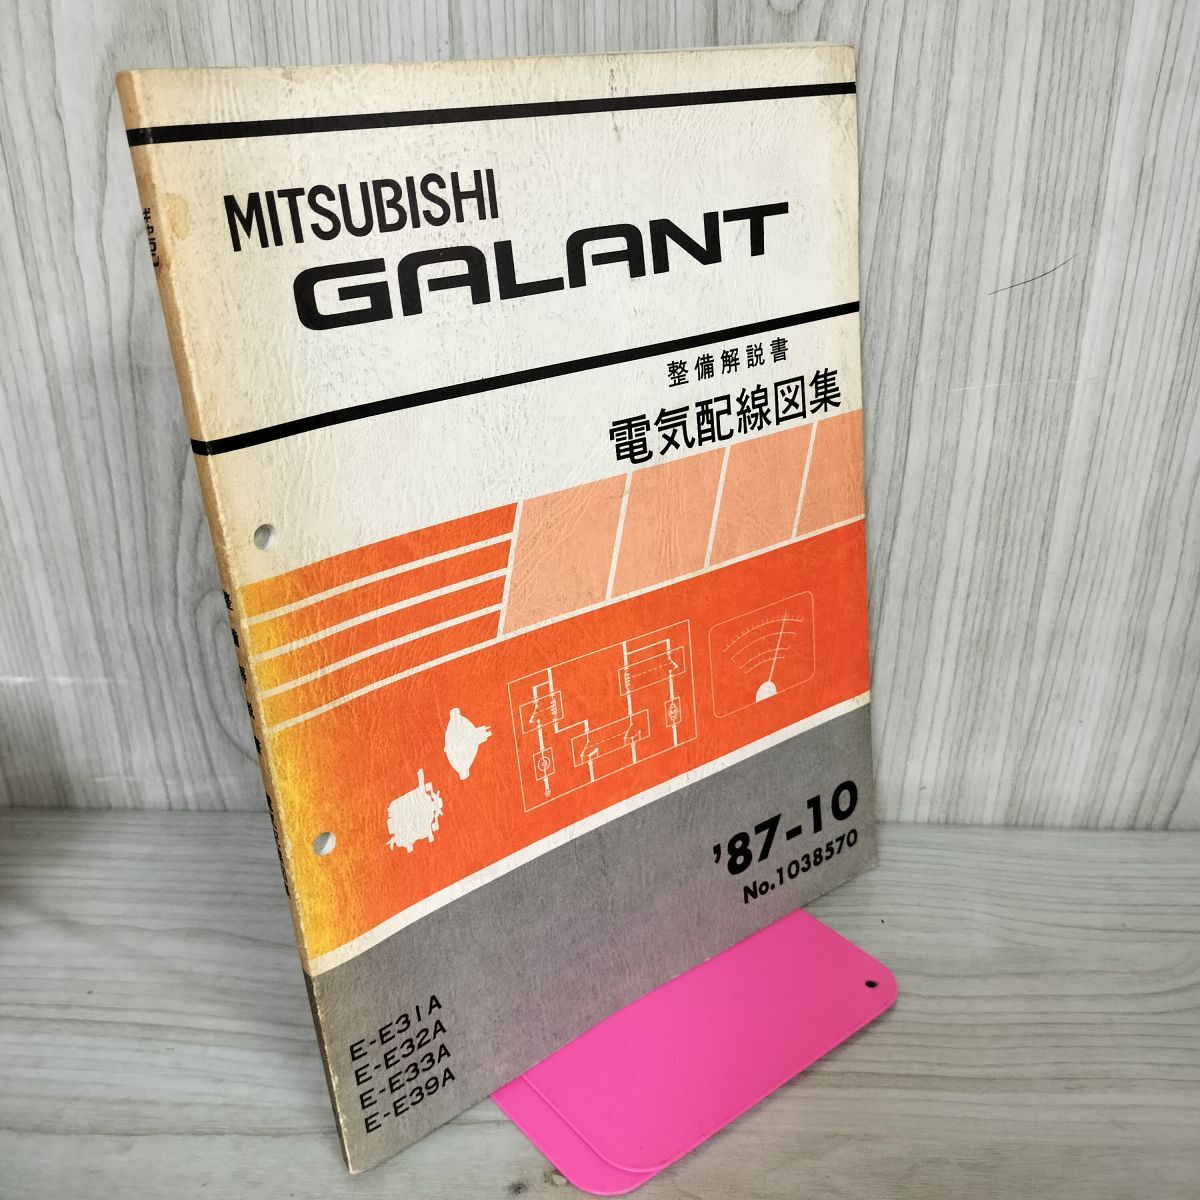 MITSUBISHI
GALANT
整備解説書
電気配線図集
'87-10
No.1038570
E-E31A
E-E32A
E-E33A
E-E39A